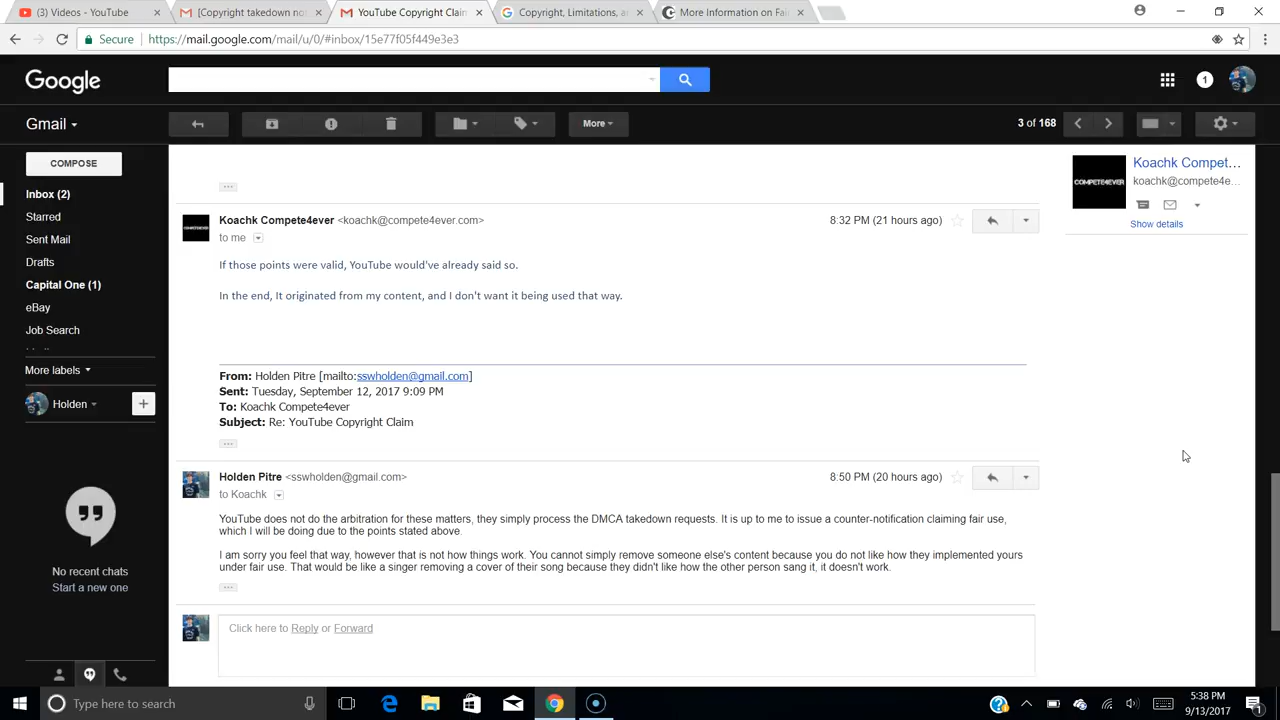 (3) Videos - YouTube
[Copyright takedown no
YouTube Copyright Clai
Copyright, Limitations, a
More Information on Fai
Secure
https://mail.google.com/mail/u/0/#inbox/15e77f05f449e3e3
Google
1
Gmail
More
3 of 168
COMPOSE
Inbox (2)
Starred
Sent Mail
Drafts
Capital One (1)
eBay
Job Search
More labels
Holden
No recent chats
Start a new one
Koachk Compete4ever <koachk@compete4ever.com>
8:32 PM (21 hours ago)
to me
If those points were valid, YouTube would've already said so.
In the end, It originated from my content, and I don't want it being used that way.
From: Holden Pitre [mailto:sswholden@gmail.com]
Sent: Tuesday, September 12, 2017 9:09 PM
To: Koachk Compete4ever
Subject: Re: YouTube Copyright Claim
Holden Pitre <sswholden@gmail.com>
8:50 PM (20 hours ago)
to Koachk
YouTube does not do the arbitration for these matters, they simply process the DMCA takedown requests. It is up to me to issue a counter-notification claiming fair use,
which I will be doing due to the points stated above.
I am sorry you feel that way, however that is not how things work. You cannot simply remove someone else's content because you do not like how they implemented yours
under fair use. That would be like a singer removing a cover of their song because they didn't like how the other person sang it, it doesn't work.
Click here to Reply or Forward
COMPETE4EVER
Koachk Compet...
koachk@compete4e...
Show details
Type here to search
5:38 PM
9/13/2017